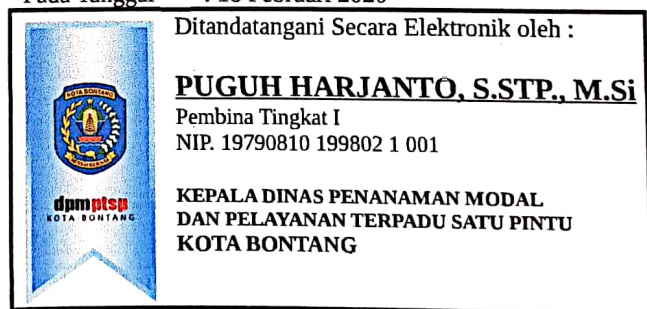 Ditandatangani Secara Elektronik oleh :
PUGUH HARJANTO, S.STP., M.Si
Pembina Tingkat I
NIP. 19790810 199802 1 001
KOTA BONTANG
dpmptsp
KOTA BONTANG
KEPALA DINAS PENANAMAN MODAL
DAN PELAYANAN TERPADU SATU PINTU
KOTA BONTANG